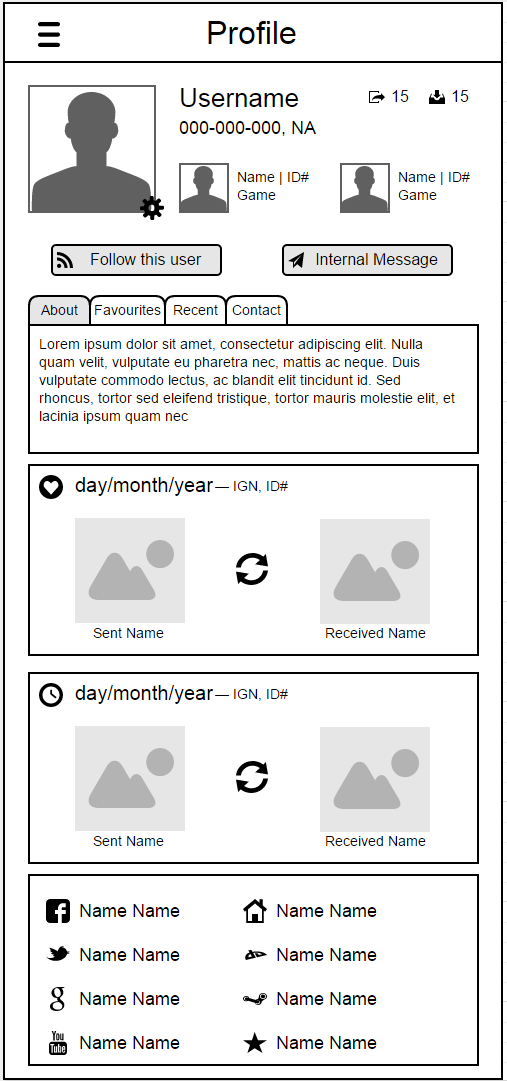 Profile
Username
15
15
000-000-000, NA
Name | ID#
Game
Name | ID#
Game
Follow this user
Internal Message
About
Favourites
Recent
Contact
Lorem ipsum dolor sit amet, consectetur adipiscing elit. Nulla
quam velit, vulputate eu pharetra nec, mattis ac neque. Duis
vulputate commodo lectus, ac blandit elit tincidunt id. Sed
rhoncus, tortor sed eleifend tristique, tortor mauris molestie elit, et
lacinia ipsum quam nec
day/month/year — IGN, ID#
Sent Name
Received Name
day/month/year — IGN, ID#
Sent Name
Received Name
Name Name
Name Name
Name Name
Name Name
Name Name
Name Name
You
Tube
Name Name
Name Name